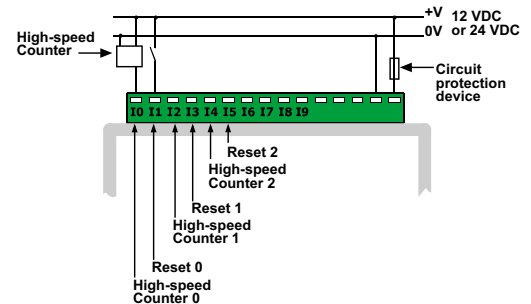 +V 12 VDC
0V or 24 VDC
High-speed
Counter
Circuit
protection
device
I0 I1 I2 I3 I4 I5 I6 I7 I8 I9
Reset 2
High-speed
Counter 2
Reset 1
High-speed
Counter 1
Reset 0
High-speed
Counter 0